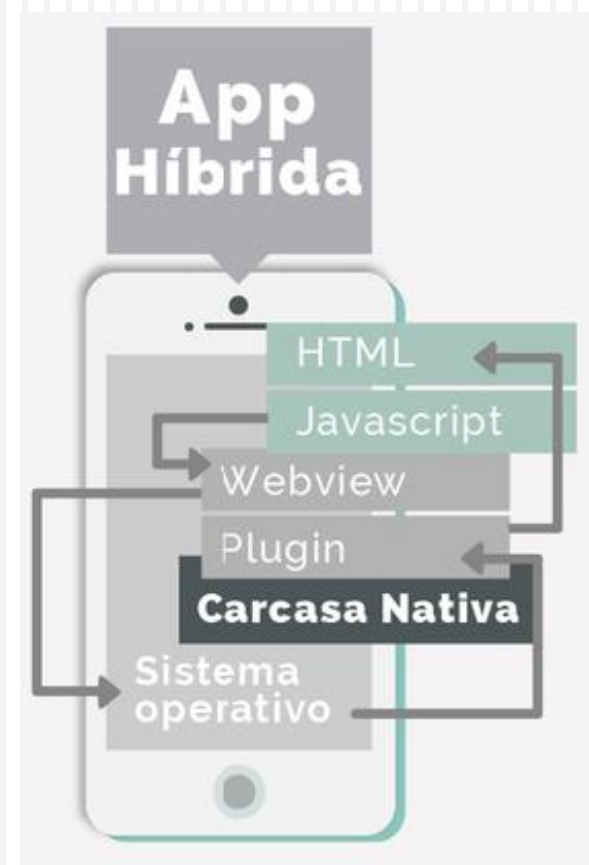 App
Híbrida
HTML
Javascript
Webview
Plugin
Carcasa Nativa
Sistema
operativo